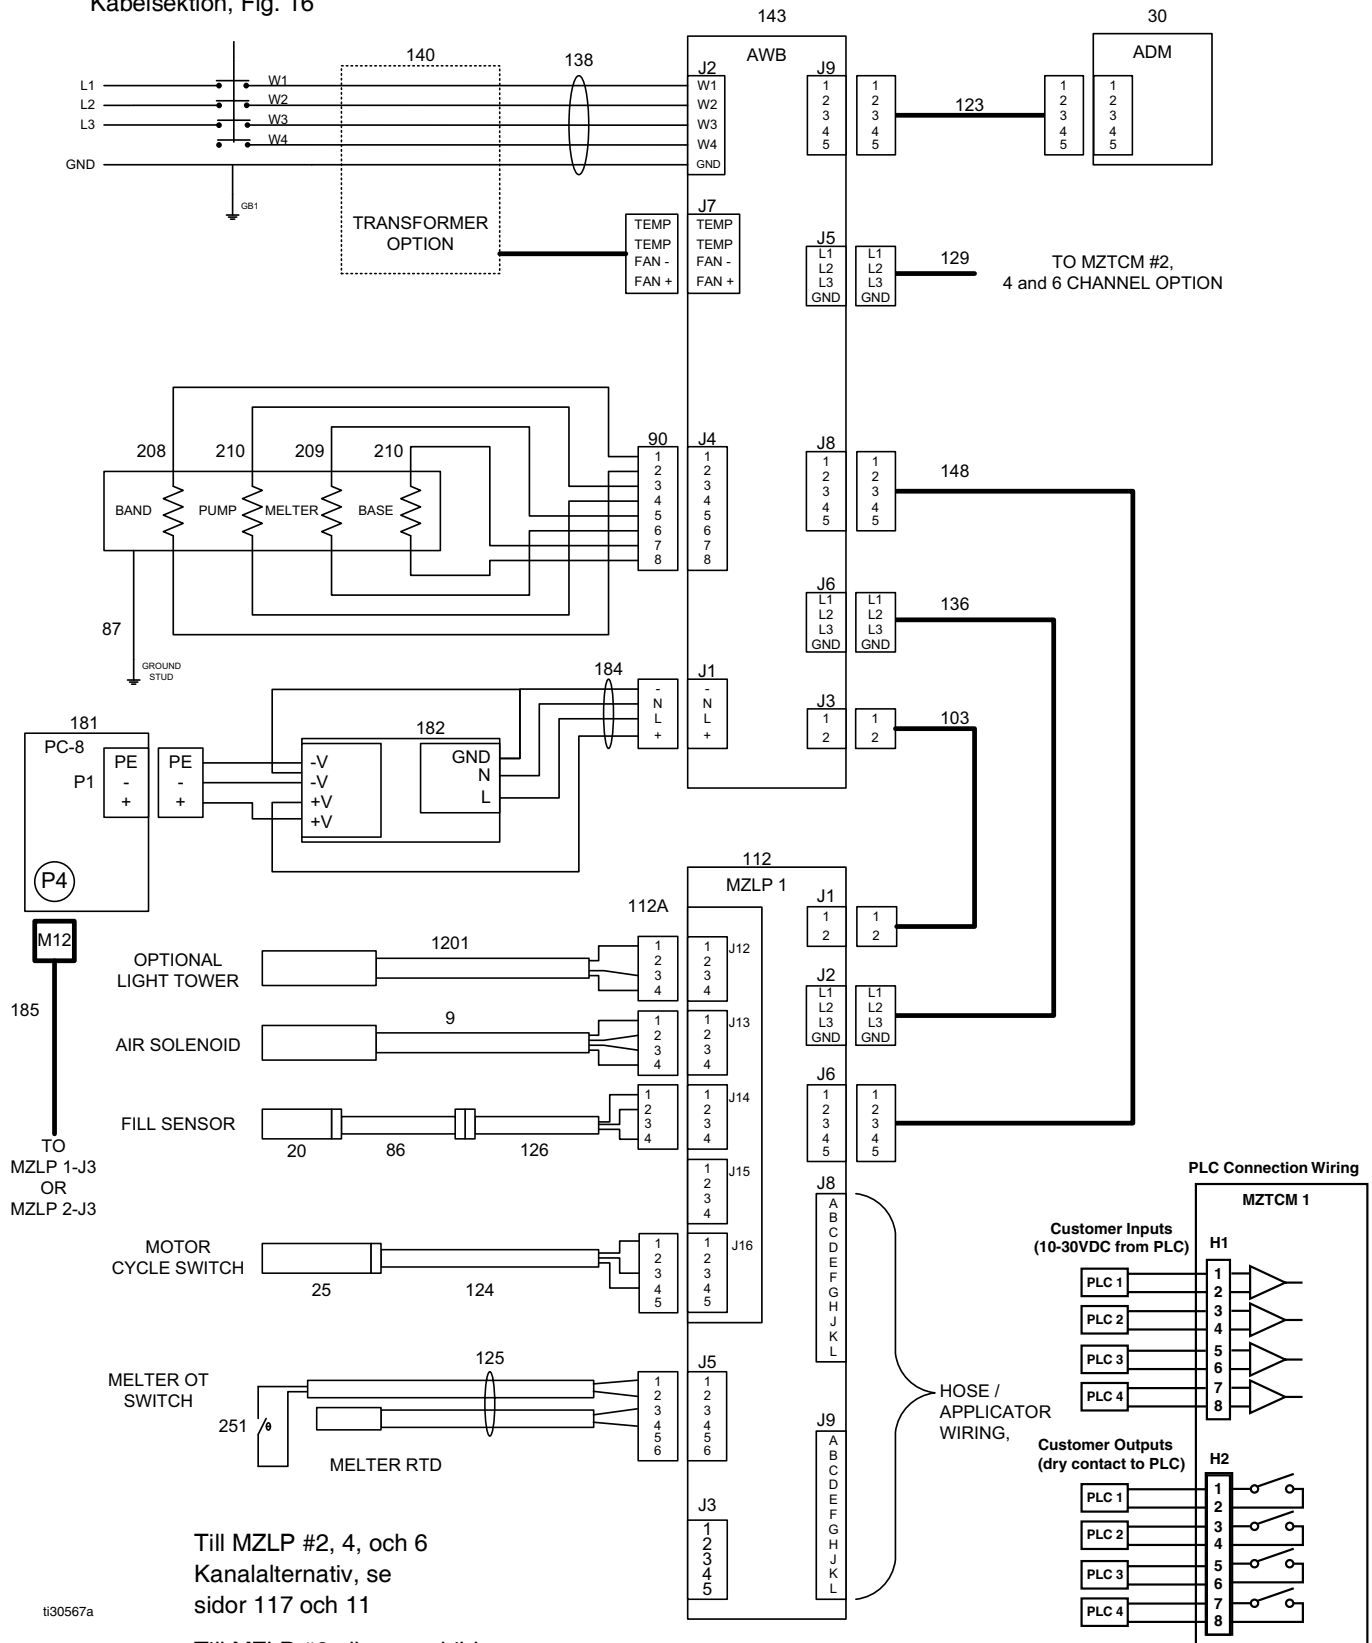 Kabelsektion, Fig. 16
143
30
AWB
ADM
140
138
J2
J9
L1
L2
L3
GND
W1
W2
W3
W4
GB1
W1
W2
W3
W4
GND
1
2
3
4
5
1
2
3
4
5
123
1
2
3
4
5
1
2
3
4
5
TRANSFORMER
OPTION
J7
TEMP
TEMP
FAN -
FAN +
TEMP
TEMP
FAN -
FAN +
J5
L1
L2
L3
GND
L1
L2
L3
GND
129
TO MZTCM #2,
4 and 6 CHANNEL OPTION
208
210
209
210
90
J4
BAND
PUMP
MELTER
BASE
1
2
3
4
5
6
7
8
1
2
3
4
5
6
7
8
J8
1
2
3
4
5
1
2
3
4
5
148
87
GROUND
STUD
J6
L1
L2
L3
GND
L1
L2
L3
GND
136
184
J1
-
N
L
+
-
N
L
+
J3
1
2
1
2
103
181
PC-8
P1
PE
-
+
PE
-
+
182
-V
-V
+V
+V
GND
N
L
P4
M12
185
TO
MZLP 1-J3
OR
MZLP 2-J3
112
MZLP 1
112A
J1
1
2
1
2
OPTIONAL
LIGHT TOWER
1201
1
2
3
4
1
2
3
4
J12
J2
L1
L2
L3
GND
L1
L2
L3
GND
AIR SOLENOID
9
1
2
3
4
1
2
3
4
J13
J6
1
2
3
4
5
1
2
3
4
5
FILL SENSOR
20
86
126
1
2
3
4
1
2
3
4
J14
1
2
3
4
J15
MOTOR
CYCLE SWITCH
25
124
1
2
3
4
5
1
2
3
4
5
J16
J8
A
B
C
D
E
F
G
H
J
K
L
MELTER OT
SWITCH
251
θ
125
MELTER RTD
1
2
3
4
5
6
J5
1
2
3
4
5
6
J9
A
B
C
D
E
F
G
H
J
K
L
HOSE /
APPLICATOR
WIRING,
J3
1
2
3
4
5
PLC Connection Wiring
MZTCM 1
Customer Inputs
(10-30VDC from PLC)
H1
PLC 1
PLC 2
PLC 3
PLC 4
1
2
3
4
5
6
7
8
Customer Outputs
(dry contact to PLC)
H2
PLC 1
PLC 2
PLC 3
PLC 4
1
2
3
4
5
6
7
8
Till MZLP #2, 4, och 6
Kanalalternativ, se
sidor 117 och 11
ti30567a